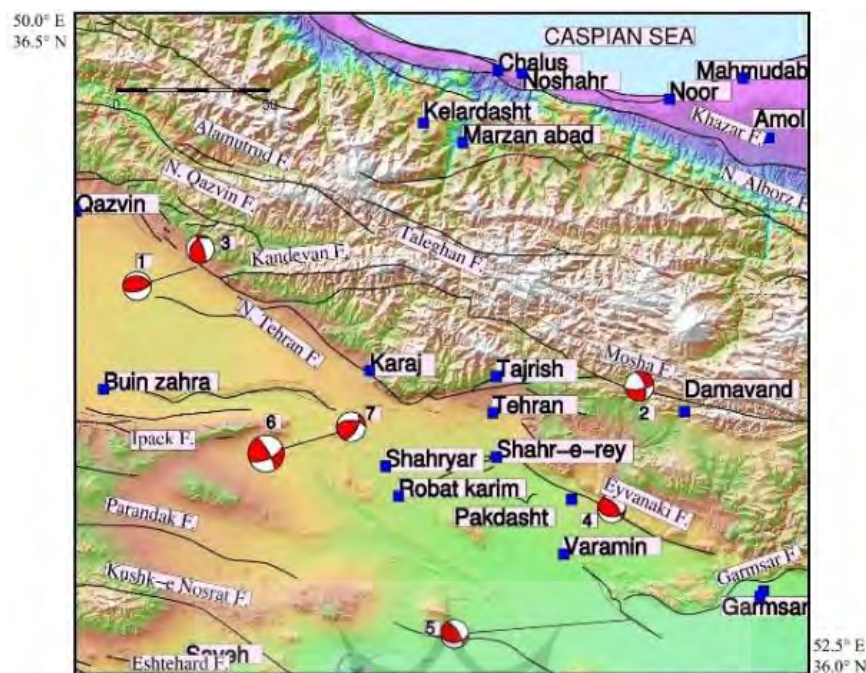 50.0° E
36.5° N
CASPIAN SEA
Chalus
Noshahr
Mahmudab
Noor
Kelardasht
Khazar F.
Amol
Marzan abad
Alamutrud F.
N. Qazvin F.
N. Alborz F.
Qazvin
3
Taleghan F.
Kandevan F.
1
N. Tehran F.
Mosha F.
Karaj
Tajrish
Buin zahra
Damavand
Tehran
2
7
6
Ipack F.
Shahr-e-rey
Shahryar
Robat karim
Eyvanaki F.
Parandak F.
Pakdasht
4
Varamin
Garmsar F.
Kushk-e Nosrat F.
Garmsar
5
Saveh
Eshtehard F.
52.5° E
36.0° N